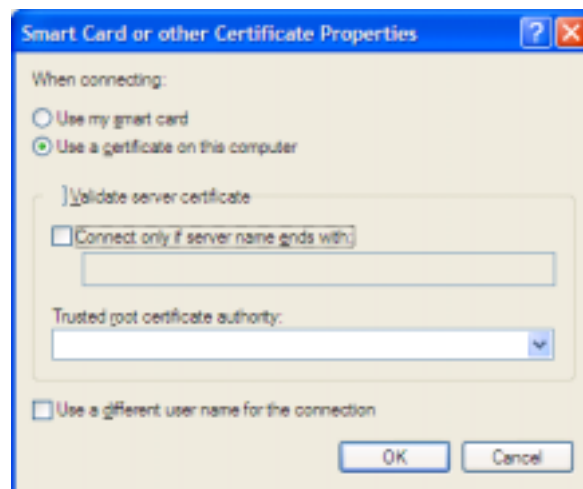 Smart Card or other Certificate Properties
When connecting:
Use my smart card
Use a certificate on this computer
Validate server certificate
Connect only if server name ends with:
Trusted root certificate authority:
Use a different user name for the connection
OK Cancel